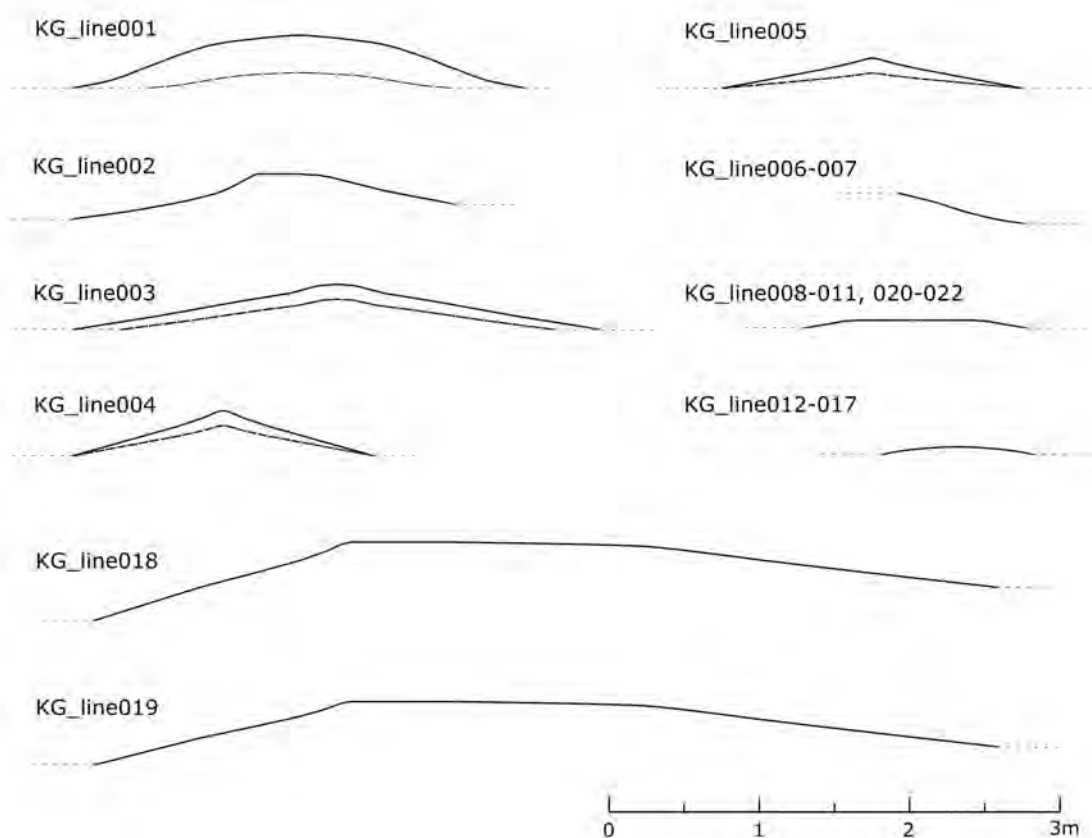 KG_line001
KG_line005
KG_line002
KG_line006-007
KG_line003
KG_line008-011, 020-022
KG_line004
KG_line012-017
KG_line018
KG_line019
0 1 2 3m